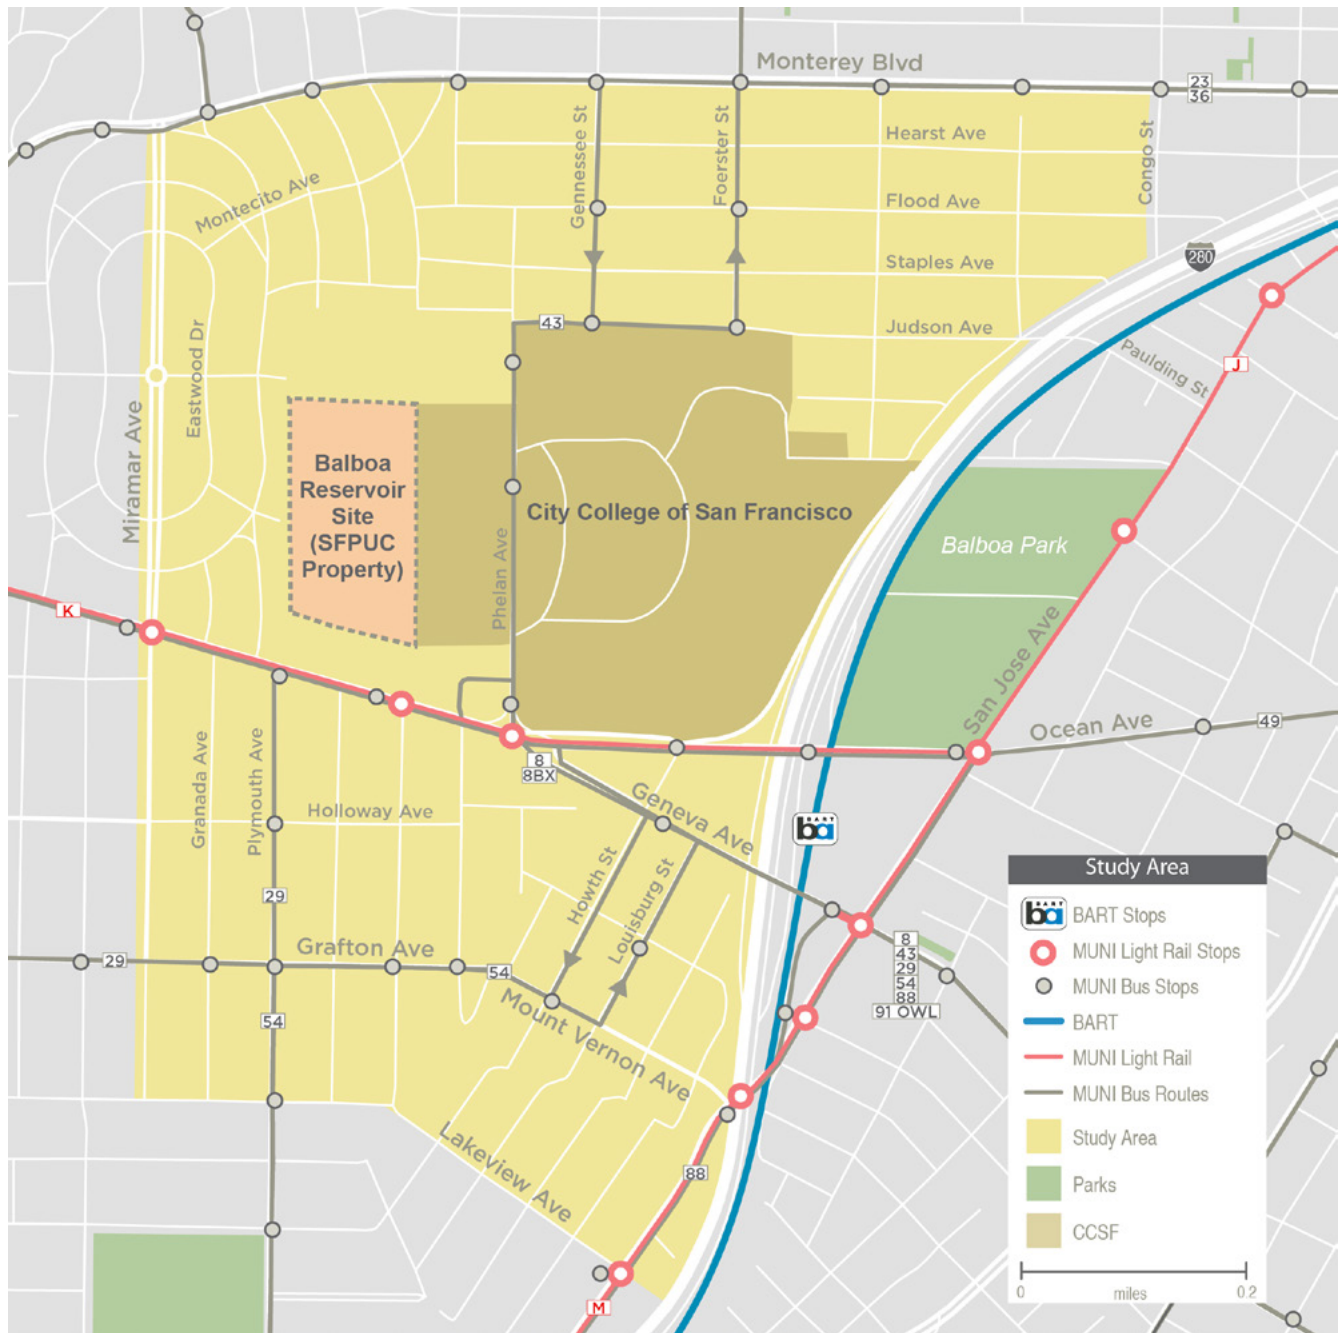 Monterey Blvd
23
36
Hearst Ave
Gennessee St
Foerster St
Congo St
Montecito Ave
Flood Ave
Staples Ave
280
43
Judson Ave
Paulding St
J
Eastwood Dr
Miramar Ave
Balboa
Reservoir
Site
(SFPUC
Property)
City College of San Francisco
Phelan Ave
Balboa Park
K
San Jose Ave
Ocean Ave
49
8
8BX
Granada Ave
Plymouth Ave
Holloway Ave
Geneva Ave
BART
ba
Howth St
Louisburg St
29
Grafton Ave
29
54
54
Mount Vernon Ave
8
43
29
54
88
91 OWL
Lakeview Ave
88
M
Study Area
BART
ba
BART Stops
MUNI Light Rail Stops
MUNI Bus Stops
BART
MUNI Light Rail
MUNI Bus Routes
Study Area
Parks
CCSF
0
miles
0.2